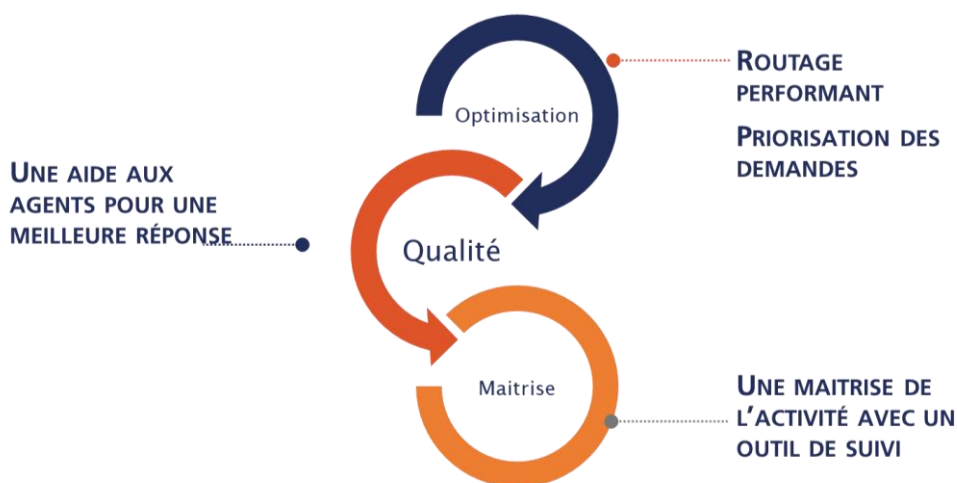 Optimisation
ROUTAGE
PERFORMANT
PRIORISATION DES
DEMANDES
UNE AIDE AUX
AGENTS POUR UNE
MEILLEURE RÉPONSE
Qualité
Maitrise
UNE MAITRISE DE
L'ACTIVITÉ AVEC UN
OUTIL DE SUIVI